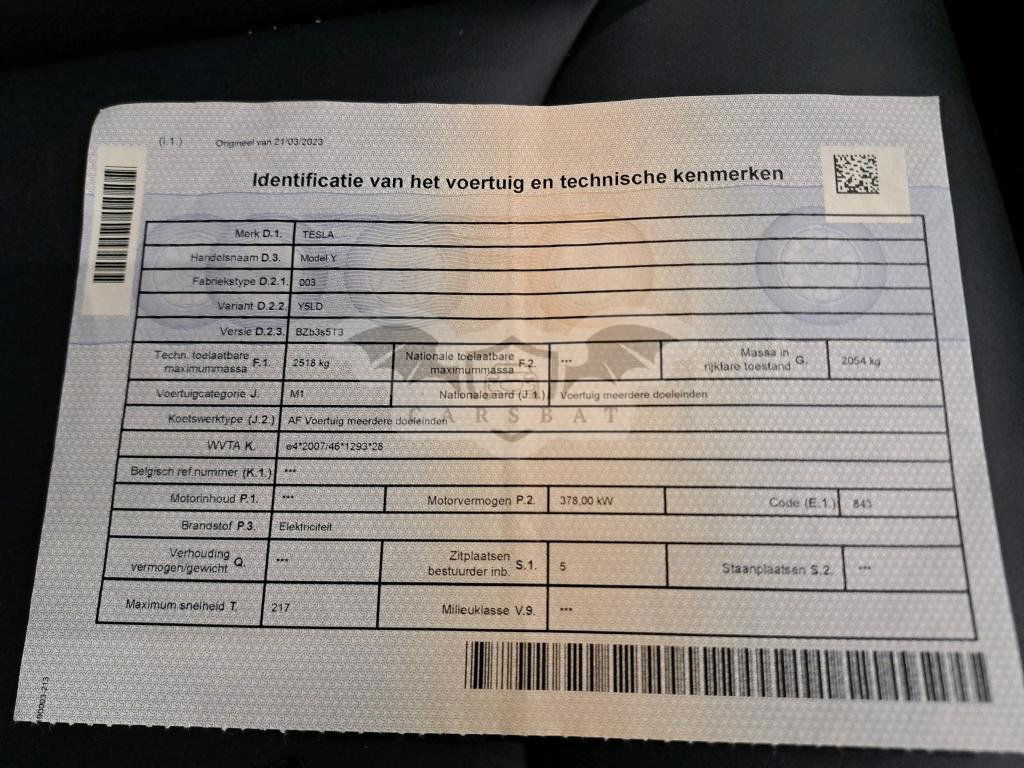 (I.1.) Origineel van 21/03/2023
Identificatie van het voertuig en technische kenmerken
Merk D.1. TESLA
Handelsnaam D.3. Model Y
Fabriekstype D.2.1. 003
Variant D.2.2. Y5LD
Versie D.2.3. BZb3s5T3
Techn. toelaatbare maximummassa F.1. 2518 kg Nationale toelaatbare maximummassa F.2. *** Massa in rijklare toestand G. 2054 kg
Voertuigcategorie J. M1 Nationale aard (J.1.) Voertuig meerdere doeleinden
Koetswerktype (J.2.) AF Voertuig meerdere doeleinden
CARSBAT
WVTA K. e4*2007/46*1293*28
Belgisch ref.nummer (K.1.) ***
Motorinhoud P.1. *** Motorvermogen P.2. 378,00 kW Code (E.1.) 843
Brandstof P.3. Elektriciteit
Verhouding vermogen/gewicht Q. *** Zitplaatsen bestuurder inb. S.1. 5 Staanplaatsen S.2. ***
Maximum snelheid T. 217 Milieuklasse V.9. ***